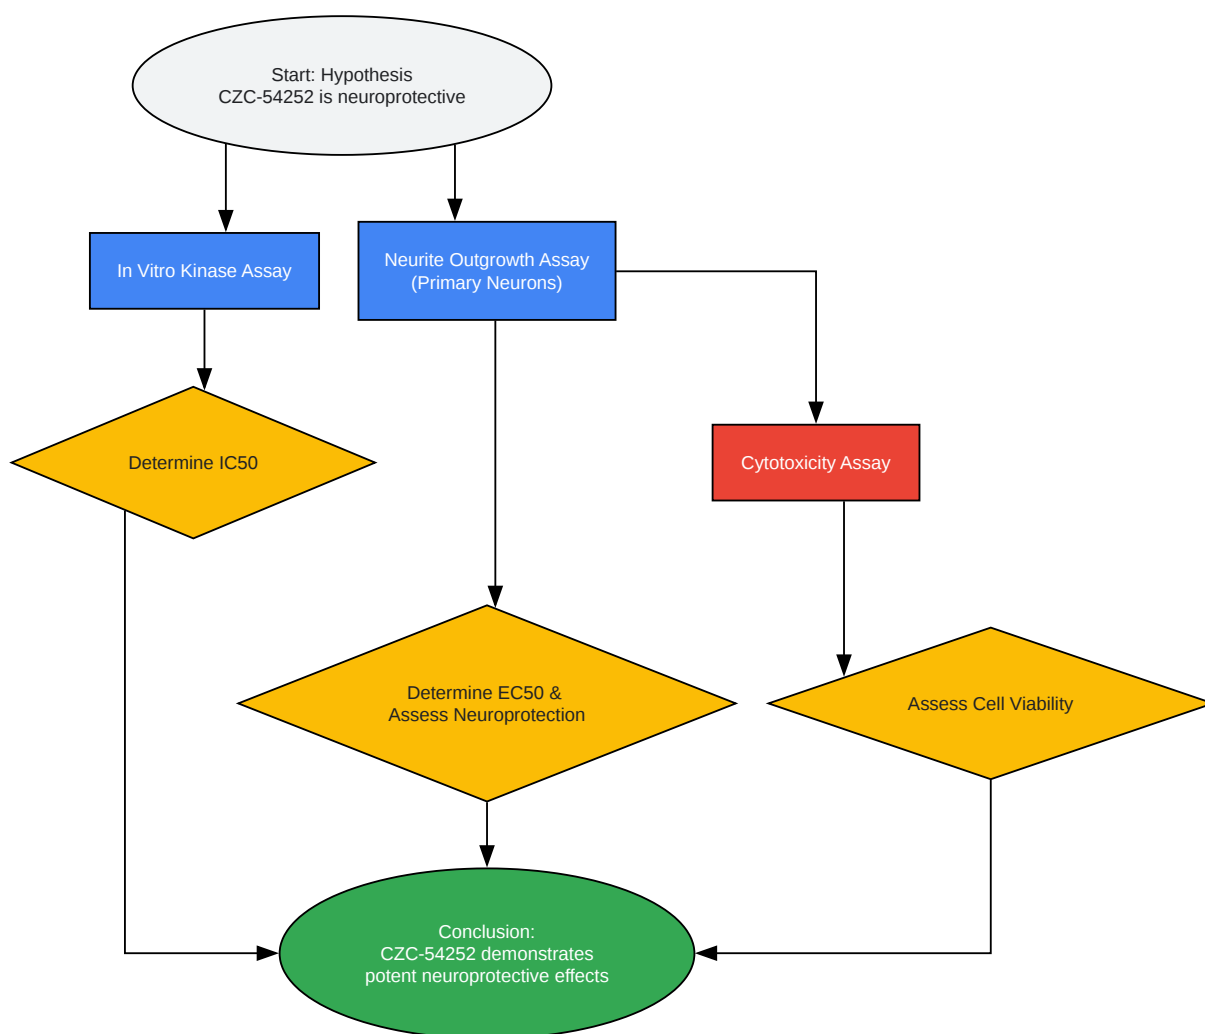 Start: Hypothesis
CZC-54252 is neuroprotective
In Vitro Kinase Assay
Neurite Outgrowth Assay
(Primary Neurons)
Determine IC50
Cytotoxicity Assay
Determine EC50 &
Assess Neuroprotection
Assess Cell Viability
Conclusion:
CZC-54252 demonstrates
potent neuroprotective effects